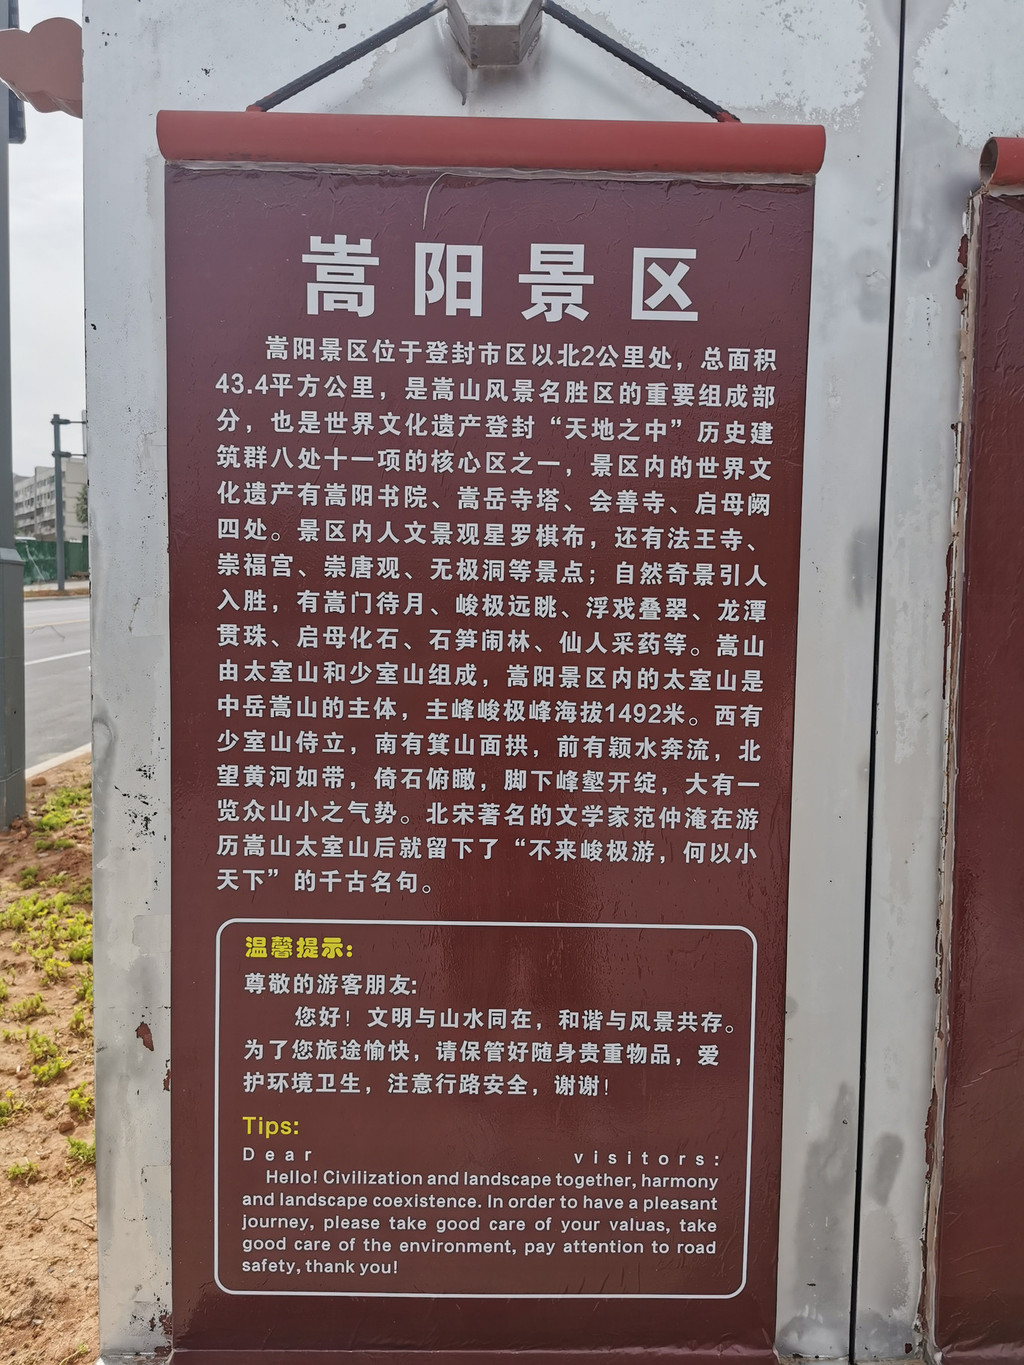 嵩阳景区
嵩阳景区位于登封市区以北2公里处，总面积
43.4平方公里，是嵩山风景名胜区的重要组成部
分，也是世界文化遗产登封“天地之中”历史建
筑群八处十一项的核心区之一，景区内的世界文
化遗产有嵩阳书院、嵩岳寺塔、会善寺、启母阙
四处。景区内人文景观星罗棋布，还有法王寺、
崇福宫、崇唐观、无极洞等景点；自然奇景引人
入胜，有嵩门待月、峻极远眺、浮戏叠翠、龙潭
贯珠、启母化石、石笋闹林、仙人采药等。嵩山
由太室山和少室山组成，嵩阳景区内的太室山是
中岳嵩山的主体，主峰峻极峰海拔1492米。西有
少室山侍立，南有箕山面拱，前有颍水奔流，北
望黄河如带，倚石俯瞰，脚下峰壑开绽，大有一
览众山小之气势。北宋著名的文学家范仲淹在游
历嵩山太室山后就留下了“不来峻极游，何以小
天下”的千古名句。
温馨提示:
尊敬的游客朋友:
您好！文明与山水同在，和谐与风景共存。
为了您旅途愉快，请保管好随身贵重物品，爱
护环境卫生，注意行路安全，谢谢！
Tips:
Dear visitors:
Hello! Civilization and landscape together, harmony
and landscape coexistence. In order to have a pleasant
journey, please take good care of your valuas, take
good care of the environment, pay attention to road
safety, thank you!